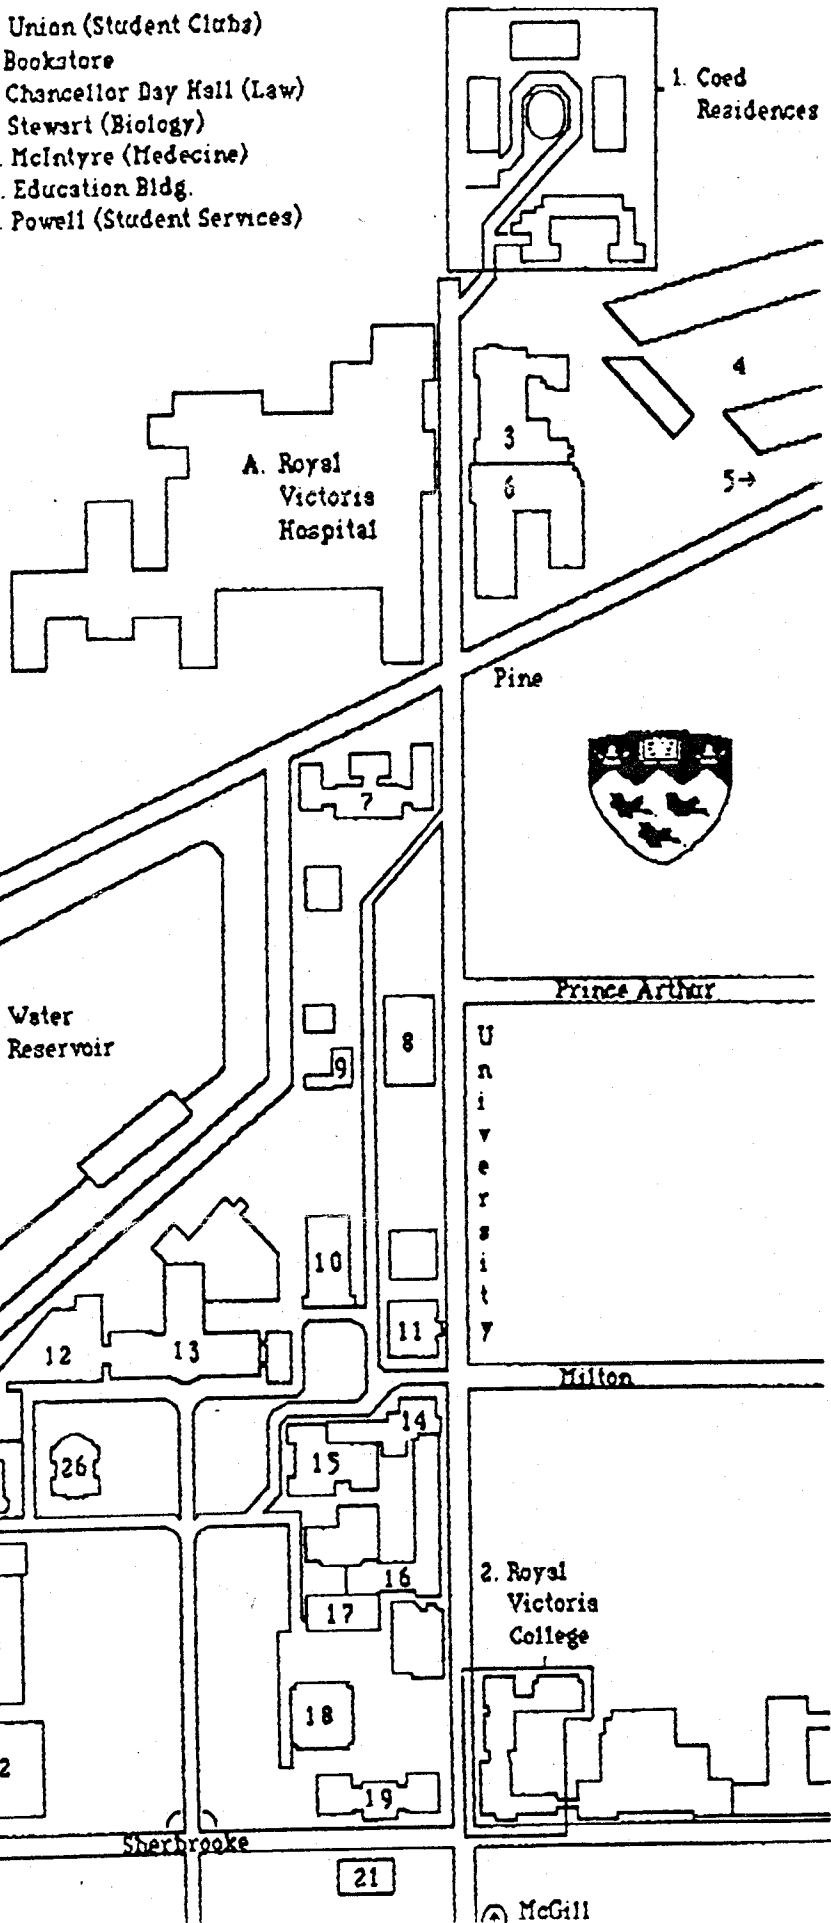 Union (Student Clubs)
Bookstore
Chancellor Day Hall (Law)
Stewart (Biology)
. McIntyre (Medecine)
. Education Bldg.
. Powell (Student Services)
1. Coed
Residences
4
3
A. Royal
Victoria
Hospital
6
5→
Pine
7
Prince Arthur
Water
Reservoir
8
9
University
10
11
12
13
Milton
14
15
26
16
17
2. Royal
Victoria
College
18
2
19
Sherbrooke
21
McGill